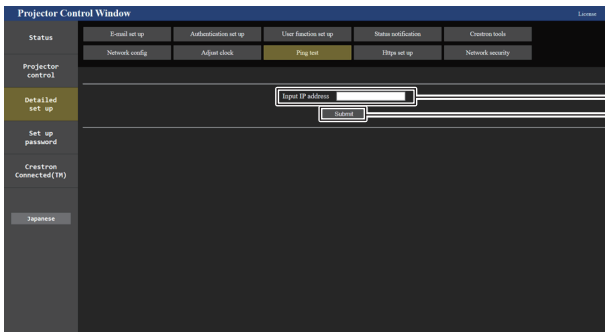 Projector Control Window
License
Status
E-mail set up
Authentication set up
User function set up
Status notification
Crestron tools
Network config
Adjust clock
Ping test
Https set up
Network security
Projector
control
Detailed
set up
Input IP address
Submit
Set up
password
Crestron
Connected(TM)
Japanese